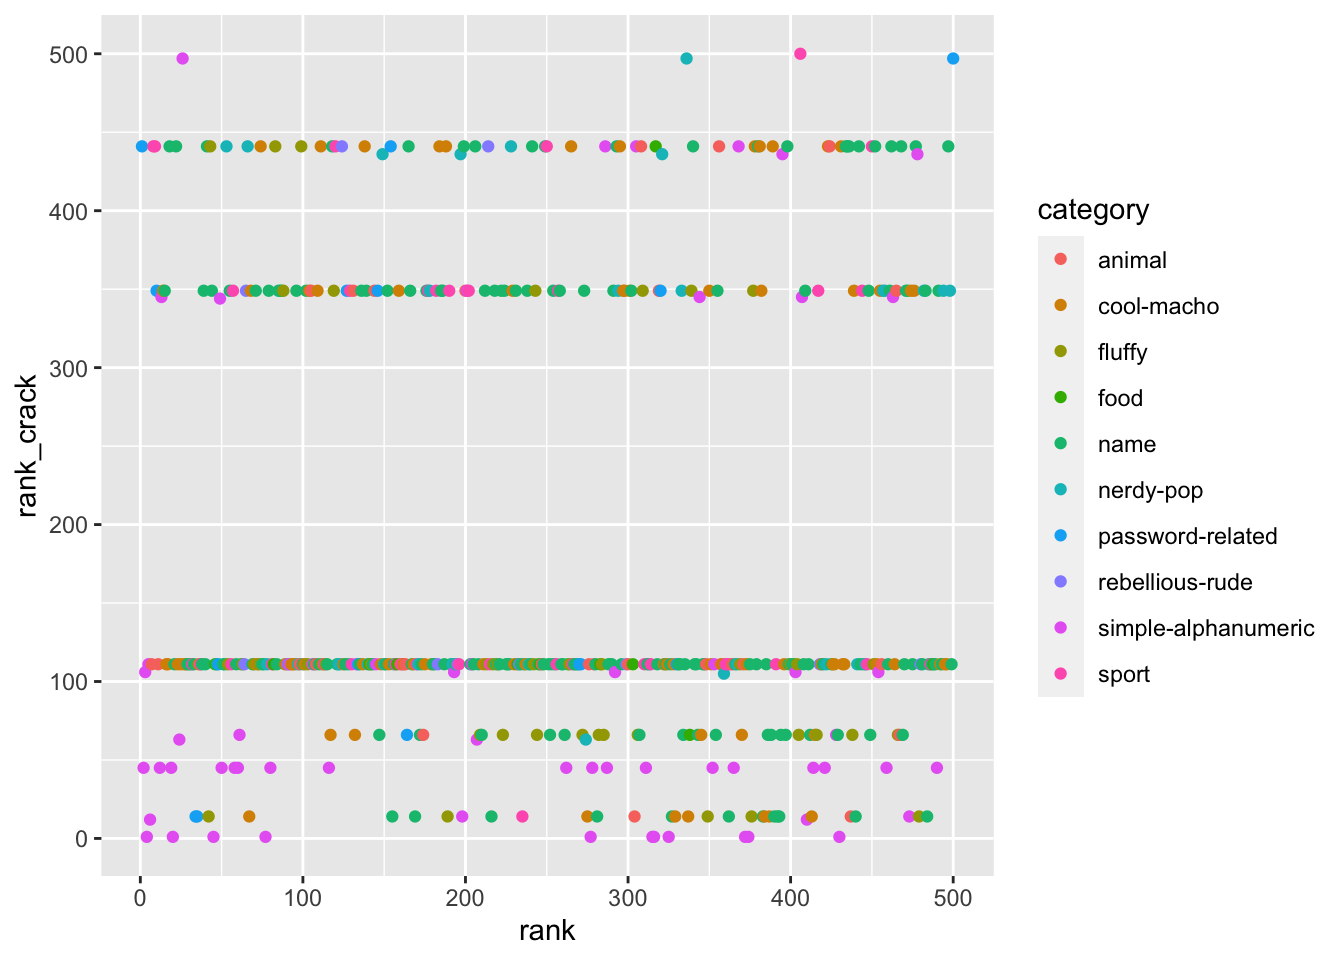 500
400
300
200
100
0
rank_crack
0 100 200 300 400 500
rank
category
animal
cool-macho
fluffy
food
name
nerdy-pop
password-related
rebellious-rude
simple-alphanumeric
sport